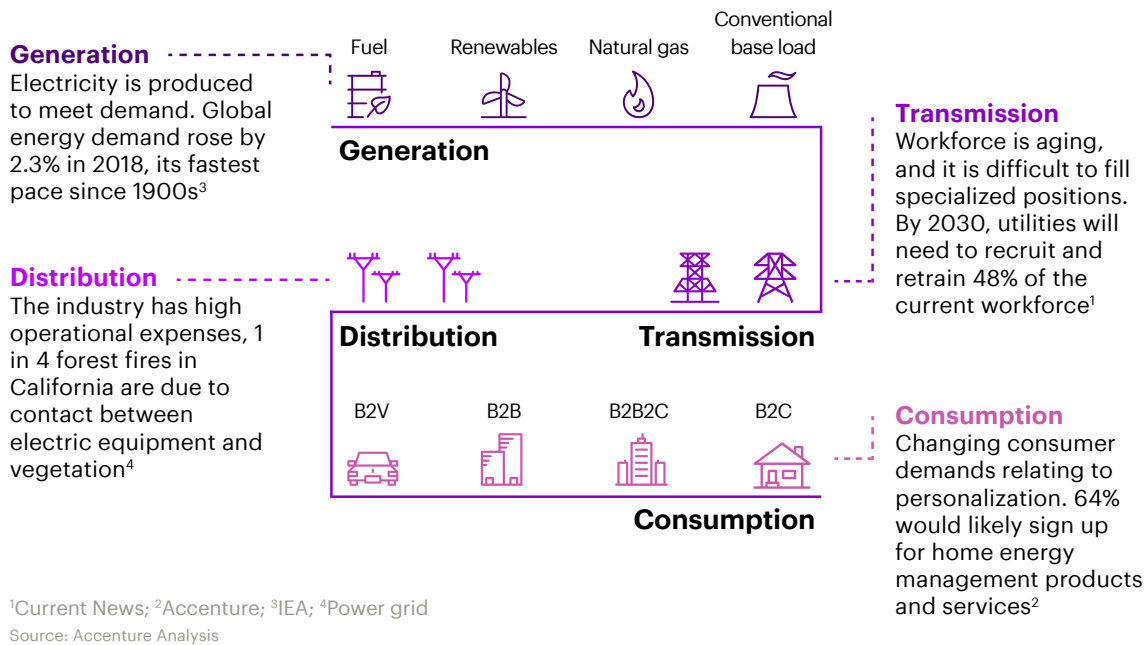 Generation
Electricity is produced
to meet demand. Global
energy demand rose by
2.3% in 2018, its fastest
pace since 1900s³
Fuel
Renewables
Natural gas
Conventional
base load
Generation
Transmission
Workforce is aging,
and it is difficult to fill
specialized positions.
By 2030, utilities will
need to recruit and
retrain 48% of the
current workforce¹
Distribution
The industry has high
operational expenses, 1
in 4 forest fires in
California are due to
contact between
electric equipment and
vegetation⁴
Distribution
Transmission
B2V
B2B
B2B2C
B2C
Consumption
Consumption
Changing consumer
demands relating to
personalization. 64%
would likely sign up
for home energy
management products
and services²
¹Current News; ²Accenture; ³IEA; ⁴Power grid
Source: Accenture Analysis